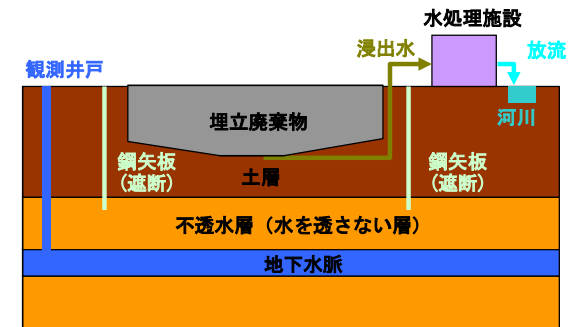 水処理施設
浸出水
放流
観測井戸
河川
埋立廃棄物
鋼矢板
(遮断)
鋼矢板
(遮断)
土層
不透水層（水を透さない層）
地下水脈